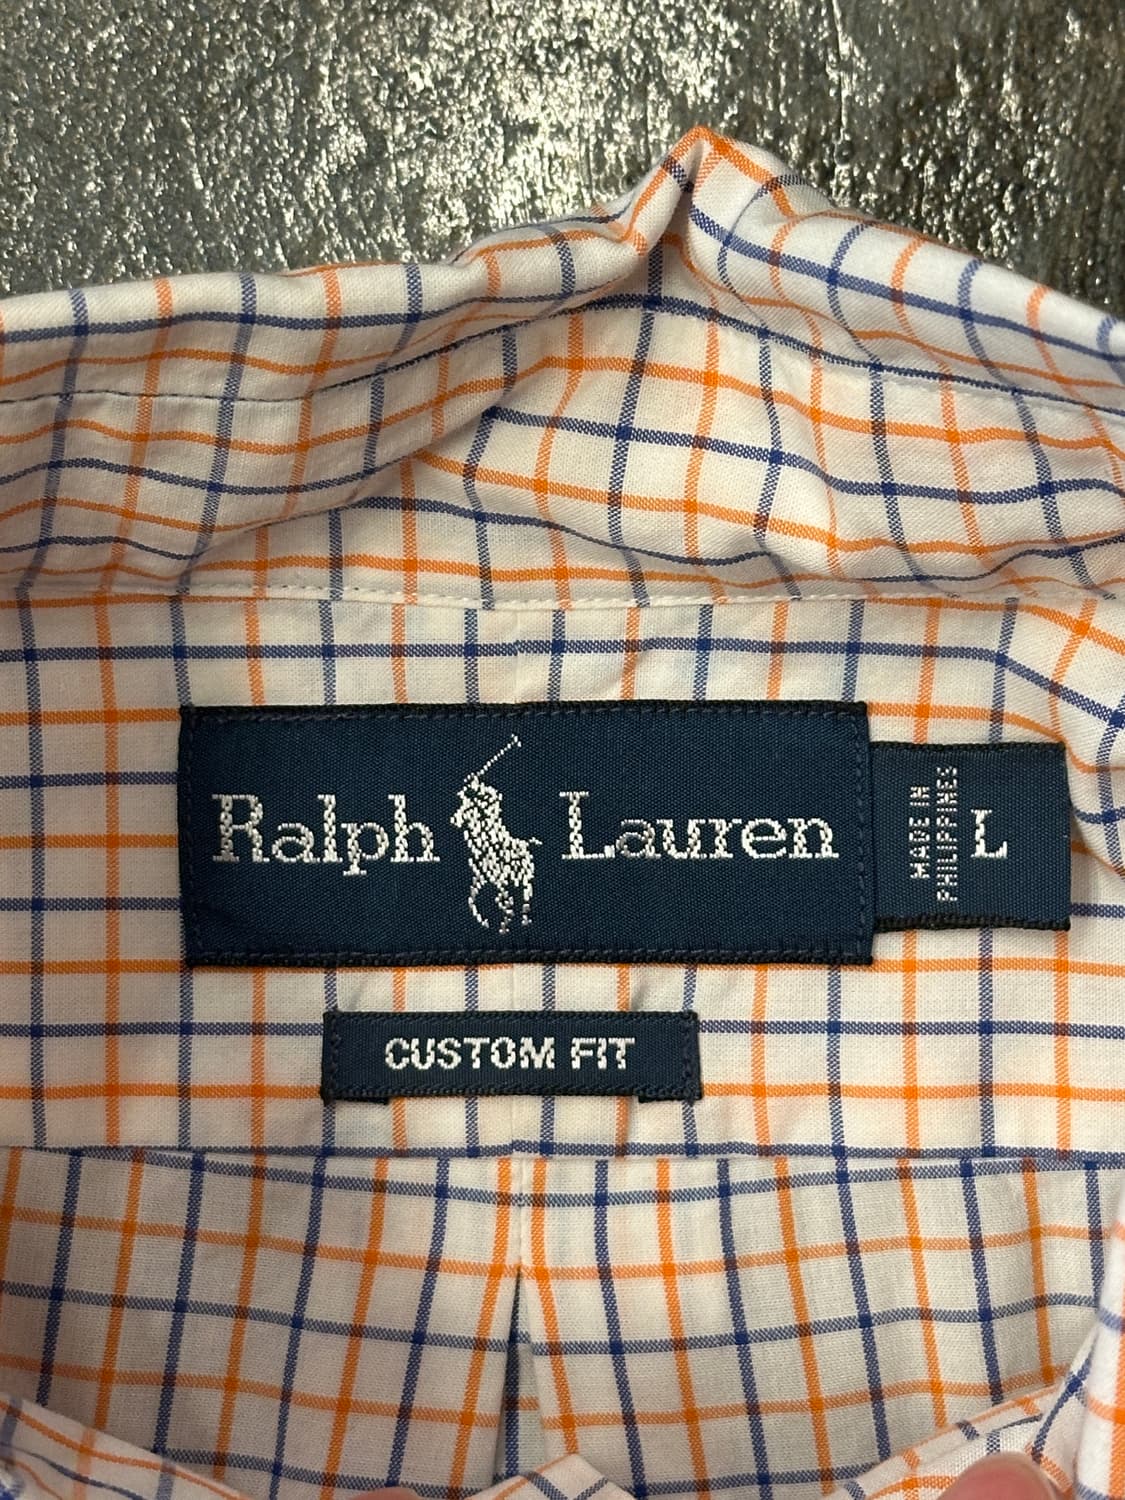 Ralph Lauren
MADE IN
PHILIPPINES
L
CUSTOM FIT